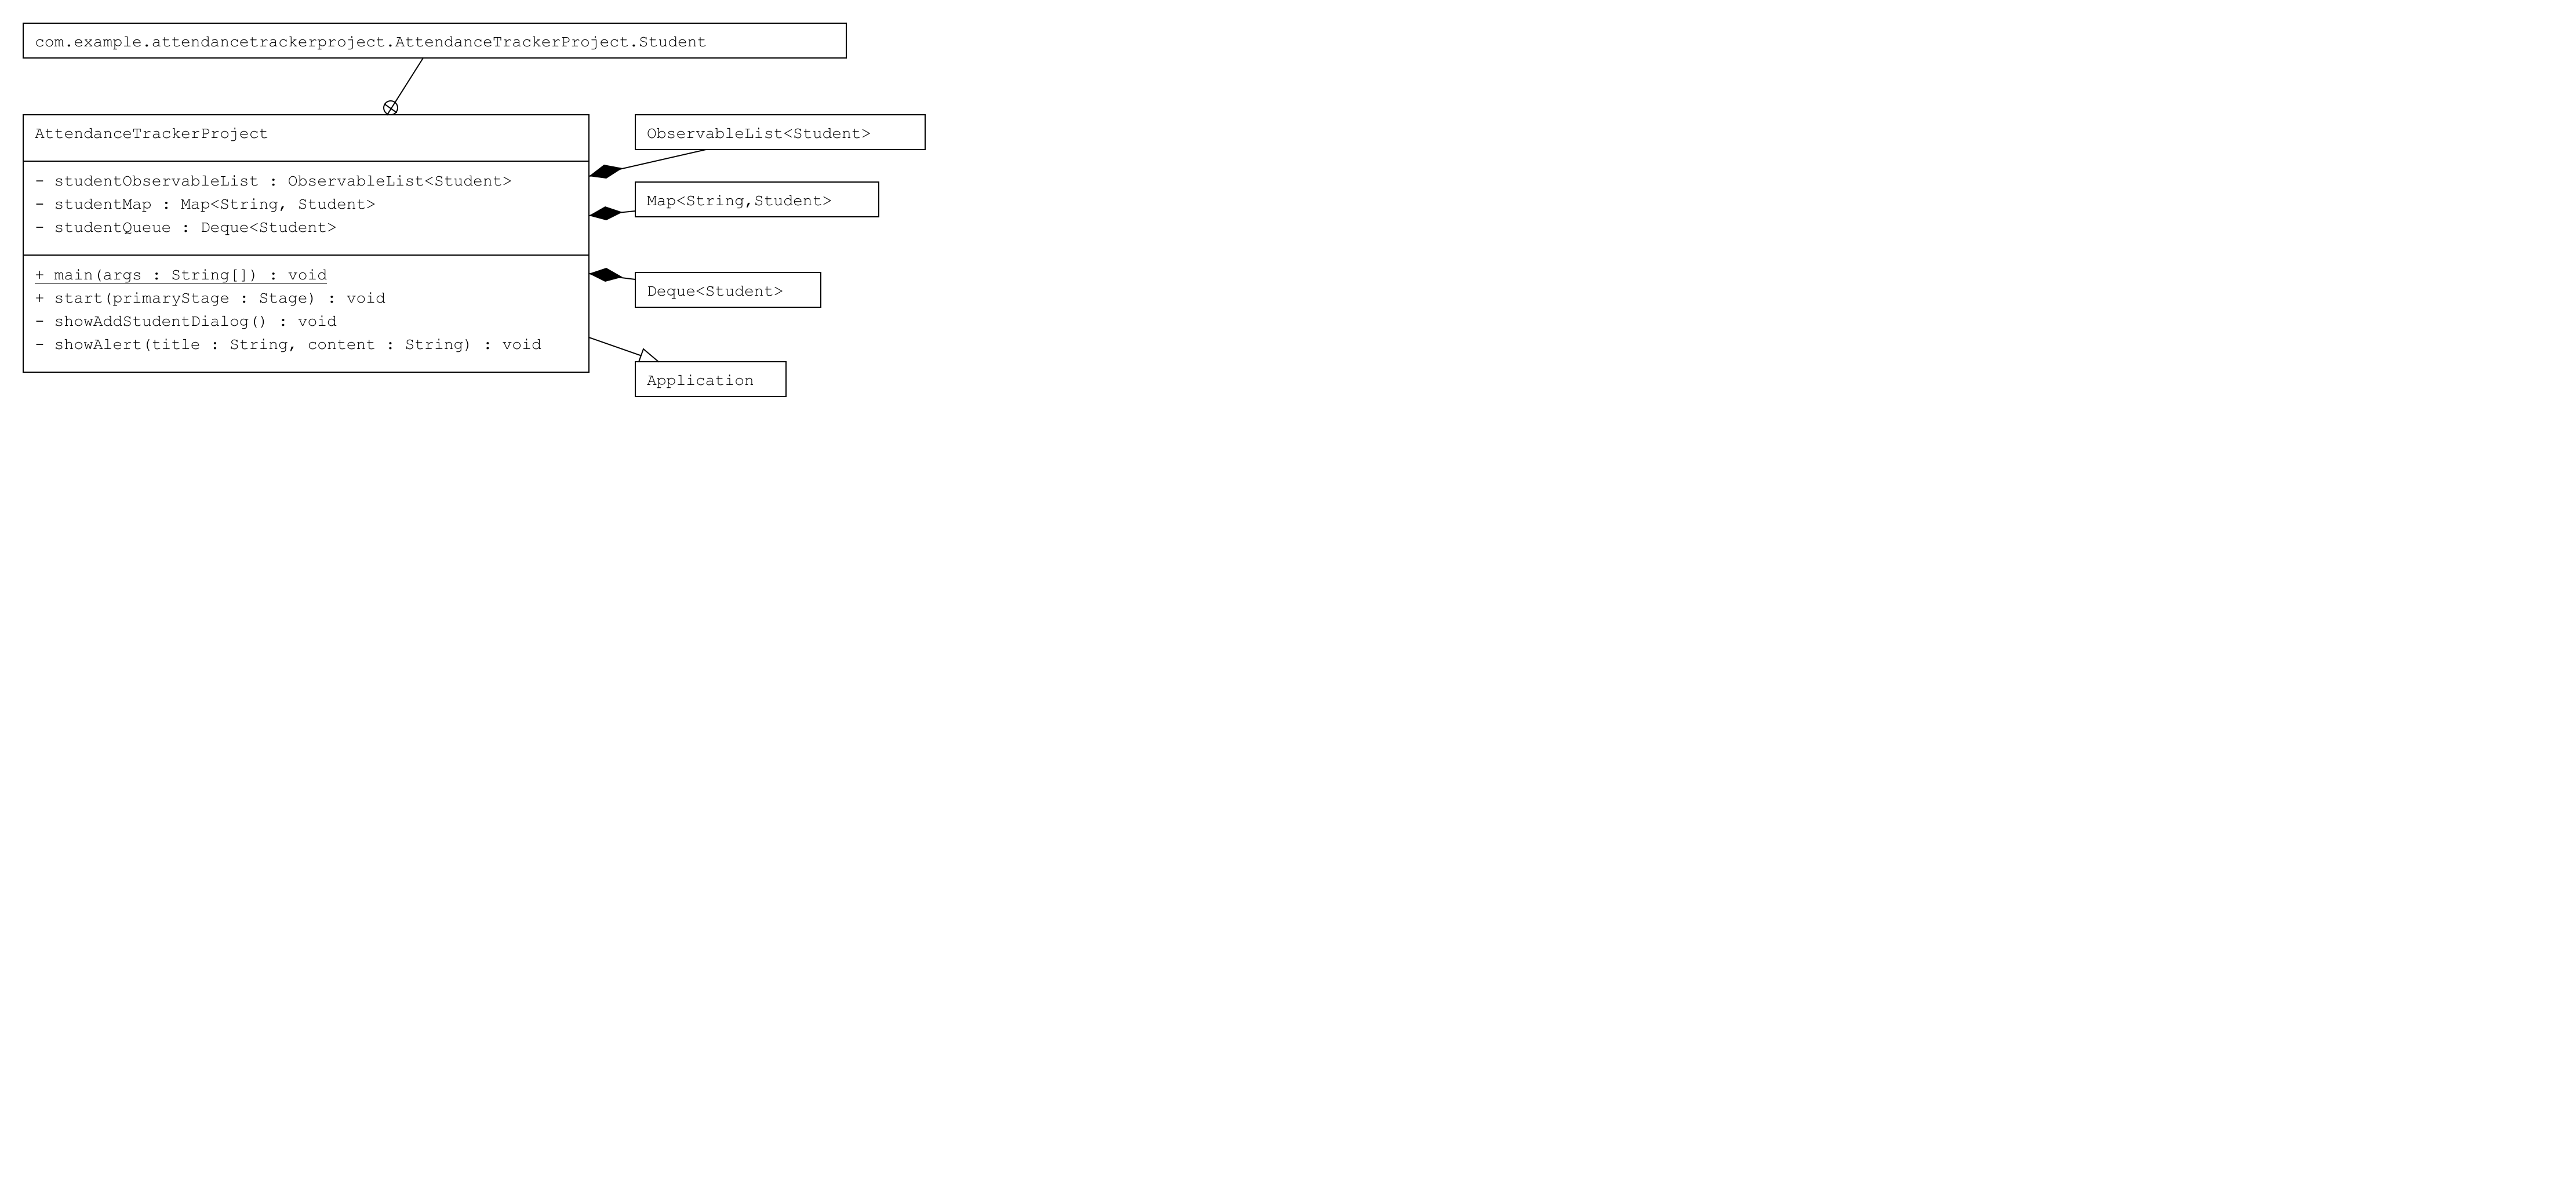 com.example.attendancetrackerproject.AttendanceTrackerProject.Student
AttendanceTrackerProject
- studentObservableList : ObservableList<Student>
- studentMap : Map<String, Student>
- studentQueue : Deque<Student>
+ main(args : String[]) : void
+ start(primaryStage : Stage) : void
- showAddStudentDialog() : void
- showAlert(title : String, content : String) : void
ObservableList<Student>
Map<String,Student>
Deque<Student>
Application